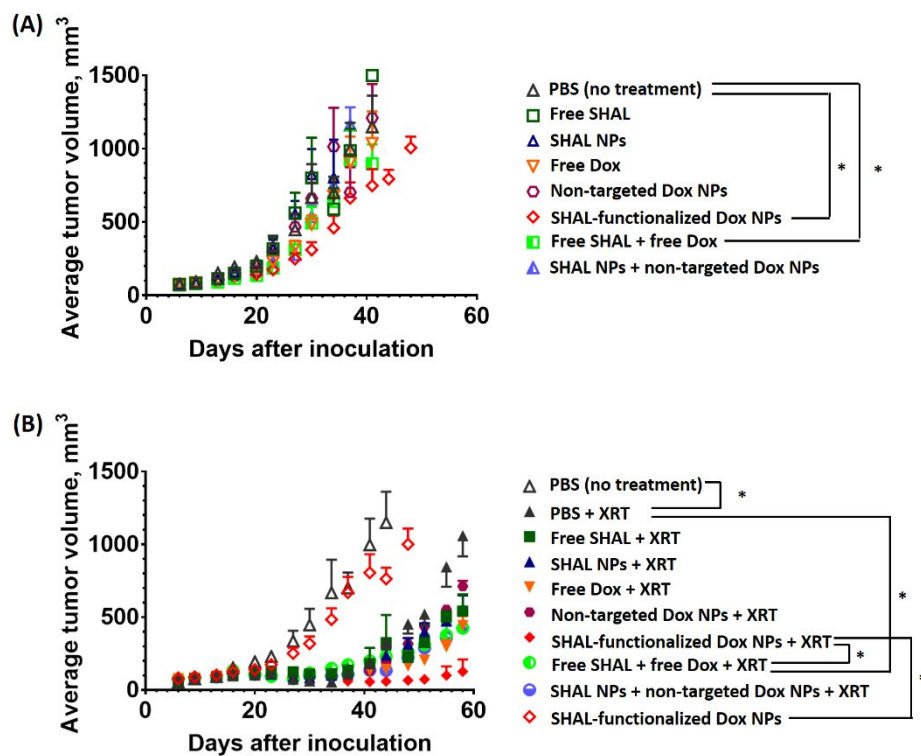 (A)
Average tumor volume, mm³
1500
1000
500
0
0 20 40 60
Days after inoculation
PBS (no treatment)
Free SHAL
SHAL NPs
Free Dox
Non-targeted Dox NPs
SHAL-functionalized Dox NPs
Free SHAL + free Dox
SHAL NPs + non-targeted Dox NPs
* *
(B)
Average tumor volume, mm³
1500
1000
500
0
0 20 40 60
Days after inoculation
PBS (no treatment)
PBS + XRT
Free SHAL + XRT
SHAL NPs + XRT
Free Dox + XRT
Non-targeted Dox NPs + XRT
SHAL-functionalized Dox NPs + XRT
Free SHAL + free Dox + XRT
SHAL NPs + non-targeted Dox NPs + XRT
SHAL-functionalized Dox NPs
*
*
*
*